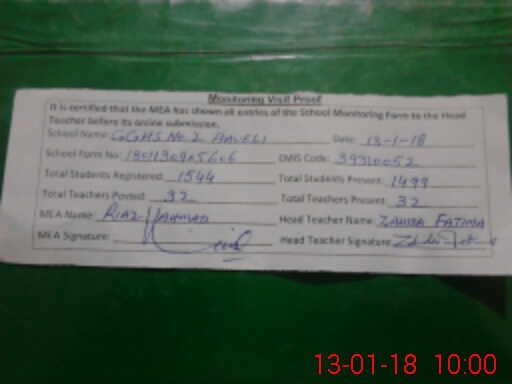 Monitoring Visit Proof
It is certified that the MEA has shown all entries of the School Monitoring Form to the Head
Teacher before its online submission.
School Name: GGHS No. 2 HAVELI Date: 13-1-18
School Form No: EMIS Code: 39310052
Total Students Registered: 1544 Total Students Present: 1499
Total Teachers Posted: 32 Total Teachers Present: 32
MEA Name: RIAZ AHMAD Head Teacher Name: ZAHIDA FATIMA
MEA Signature: Head Teacher Signature:
13-01-18 10:00